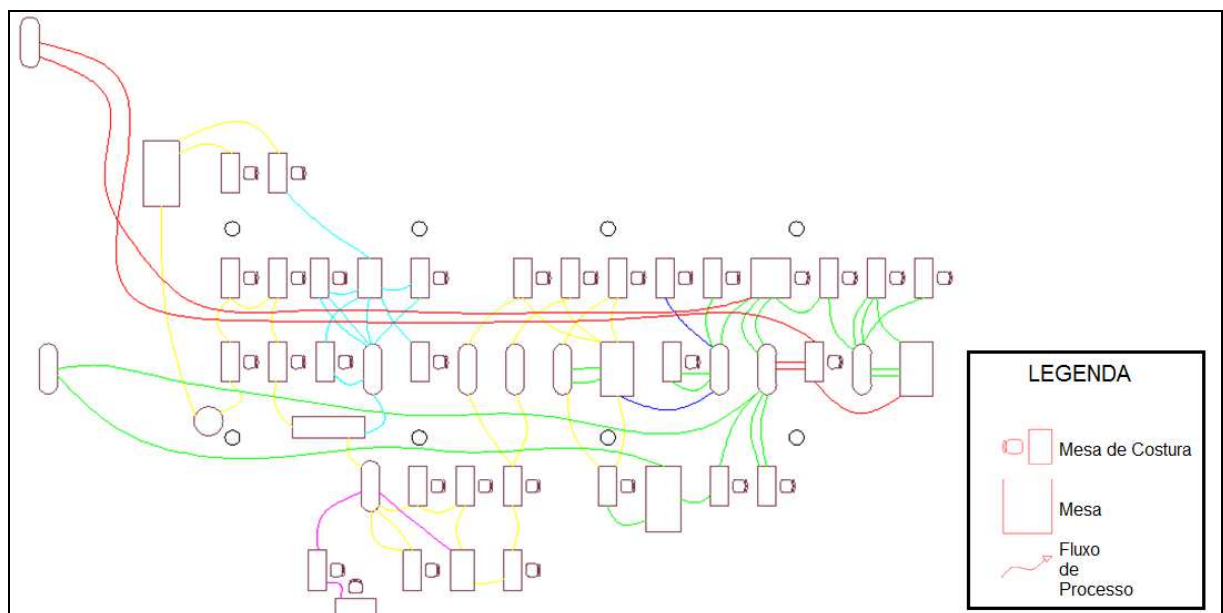 LEGENDA
Mesa de Costura
Mesa
Fluxo
de
Processo